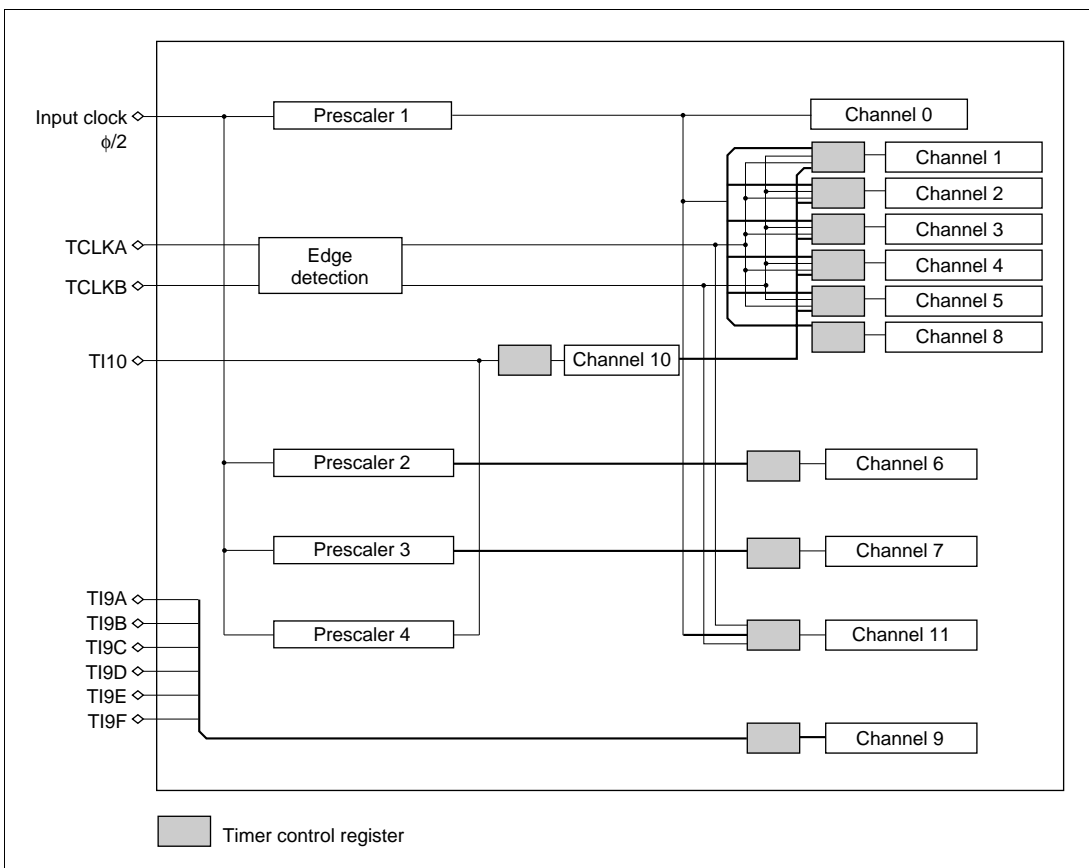 Input clock
ϕ/2
Prescaler 1
Channel 0
Channel 1
Channel 2
Channel 3
Channel 4
Channel 5
Channel 8
TCLKA
TCLKB
Edge
detection
TI10
Channel 10
Prescaler 2
Channel 6
Prescaler 3
Channel 7
TI9A
TI9B
TI9C
TI9D
TI9E
TI9F
Prescaler 4
Channel 11
Channel 9
Timer control register